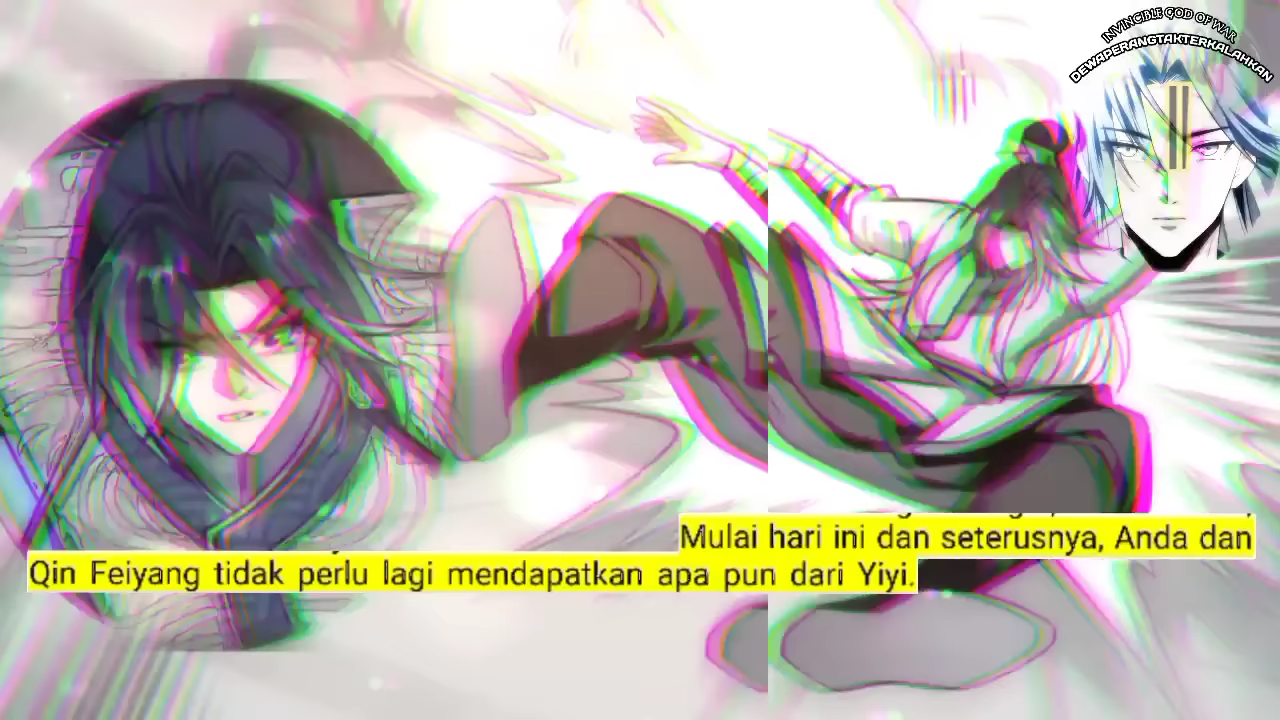 INVINCIBLE GOD OF WAR
DEWAPERANGTAKTERKALAHKAN
Mulai hari ini dan seterusnya, Anda dan
Qin Feiyang tidak perlu lagi mendapatkan apa pun dari Yiyi.